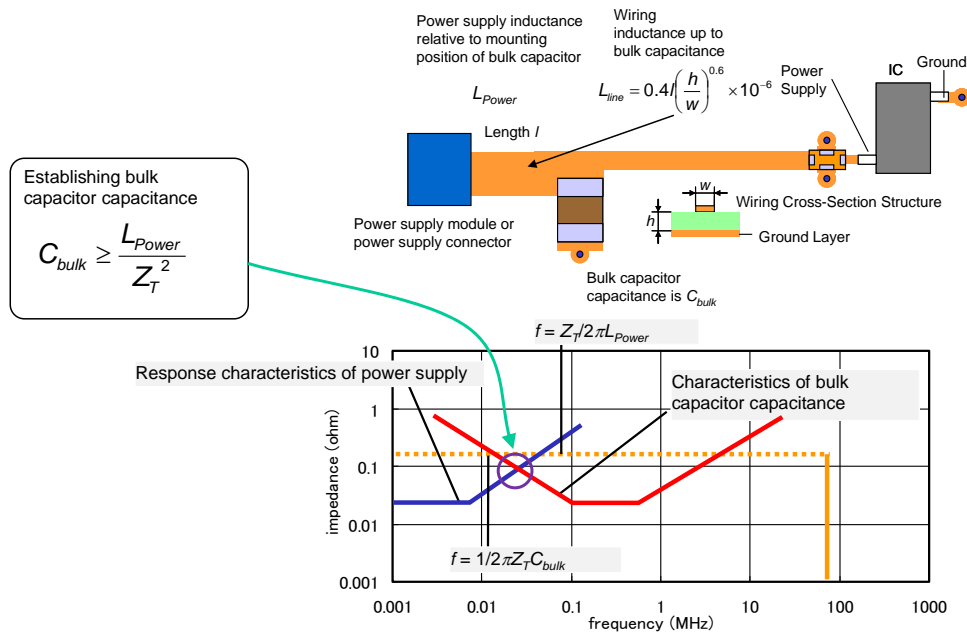 Power supply inductance
relative to mounting
position of bulk capacitor
L_Power
Wiring
inductance up to
bulk capacitance
L_line = 0.4l(h/w)^0.6 ×10^-6
Power
Supply
IC
Ground
Length l
Power supply module or
power supply connector
w
h
Wiring Cross-Section Structure
Ground Layer
Bulk capacitor
capacitance is C_bulk
Establishing bulk
capacitor capacitance
C_bulk ≥ L_Power/Z_T^2
f = Z_T/2πL_Power
Response characteristics of power supply
Characteristics of bulk
capacitor capacitance
f = 1/2πZ_TC_bulk
impedance (ohm)
10
1
0.1
0.01
0.001
0.001 0.01 0.1 1 10 100 1000
frequency (MHz)